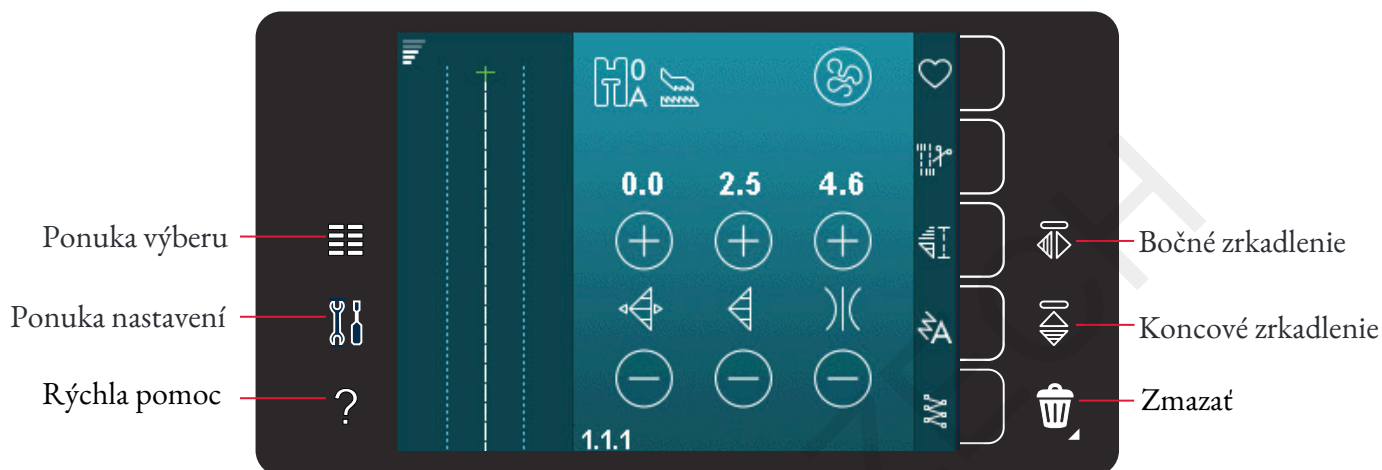 0
A
0.0 2.5 4.6
Ponuka výberu
Ponuka nastavení
Rýchla pomoc
?
A
1.1.1
Bočné zrkadlenie
Koncové zrkadlenie
Zmazať